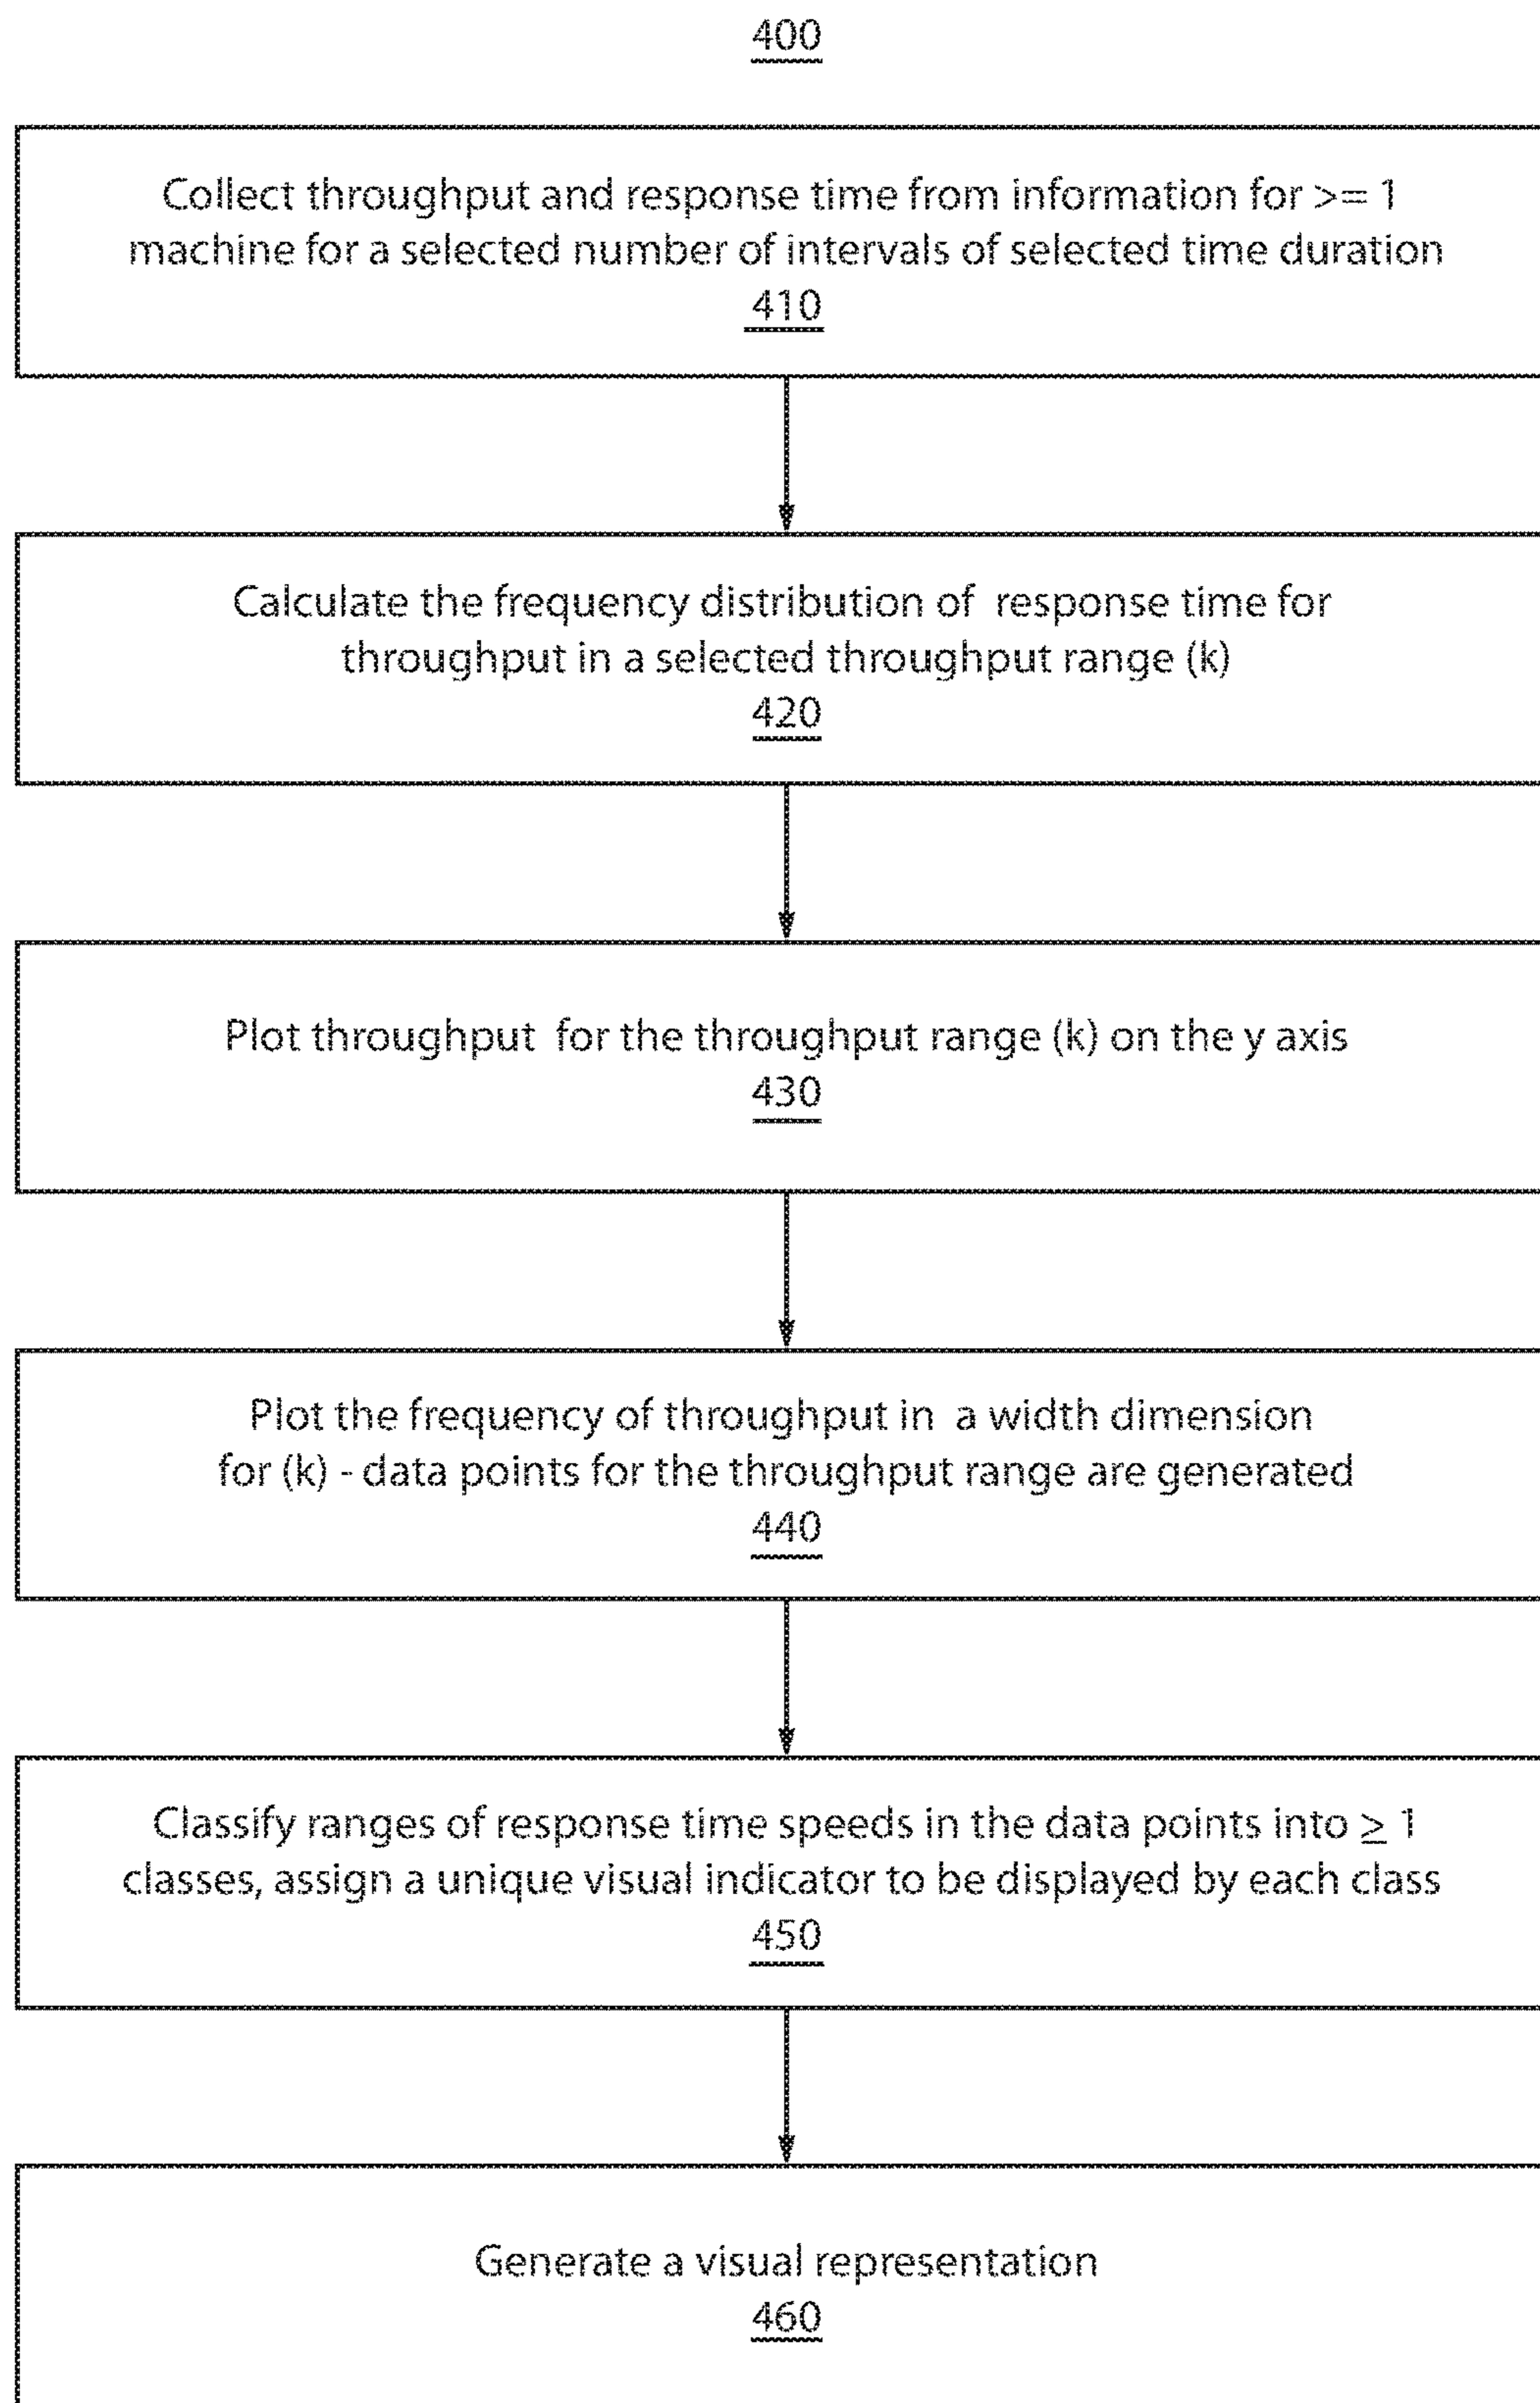 400
Collect throughput and response time from information for >= 1
machine for a selected number of intervals of selected time duration
410
Calculate the frequency distribution of response time for
throughput in a selected throughput range (k)
420
Plot throughput for the throughput range (k) on the y axis
430
Plot the frequency of throughput in a width dimension
for (k) - data points for the throughput range are generated
440
Classify ranges of response time speeds in the data points into ≥ 1
classes, assign a unique visual indicator to be displayed by each class
450
Generate a visual representation
460